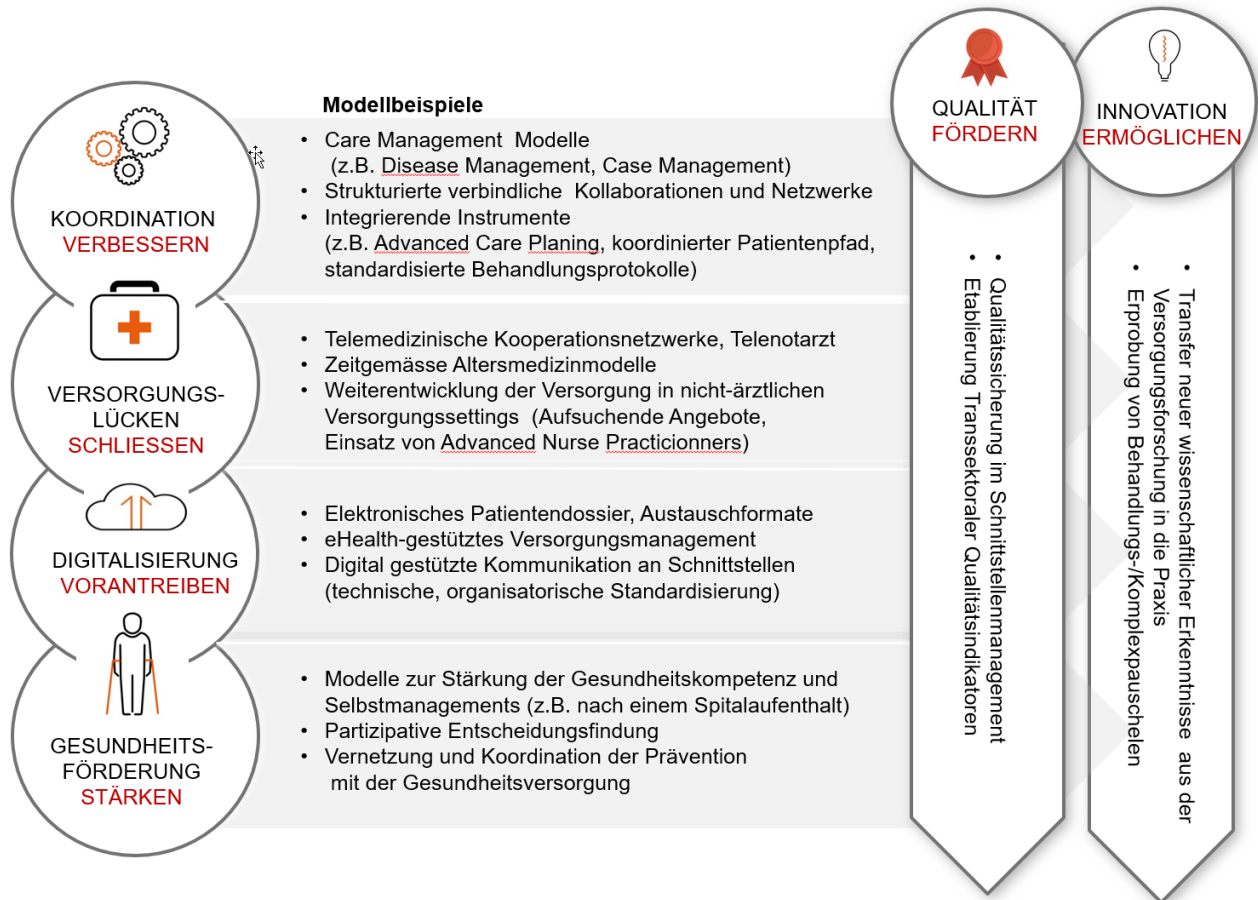 Modellbeispiele
KOORDINATION
VERBESSERN
• Care Management  Modelle
(z.B. Disease Management, Case Management)
• Strukturierte verbindliche  Kollaborationen und Netzwerke
• Integrierende Instrumente
(z.B. Advanced Care Planing, koordinierter Patientenpfad,
standardisierte Behandlungsprotokolle)
VERSORGUNGS-
LÜCKEN
SCHLIESSEN
• Telemedizinische Kooperationsnetzwerke, Telenotarzt
• Zeitgemässe Altersmedizinmodelle
• Weiterentwicklung der Versorgung in nicht-ärztlichen
Versorgungssettings  (Aufsuchende Angebote,
Einsatz von Advanced Nurse Practicionners)
DIGITALISIERUNG
VORANTREIBEN
• Elektronisches Patientendossier, Austauschformate
• eHealth-gestütztes Versorgungsmanagement
• Digital gestützte Kommunikation an Schnittstellen
(technische, organisatorische Standardisierung)
GESUNDHEITS-
FÖRDERUNG
STÄRKEN
• Modelle zur Stärkung der Gesundheitskompetenz und
Selbstmanagements (z.B. nach einem Spitalaufenthalt)
• Partizipative Entscheidungsfindung
• Vernetzung und Koordination der Prävention
mit der Gesundheitsversorgung
QUALITÄT
FÖRDERN
• Qualitätssicherung im Schnittstellenmanagement
• Etablierung Transsektoraler Qualitätsindikatoren
INNOVATION
ERMÖGLICHEN
• Transfer neuer wissenschaftlicher Erkenntnisse  aus der
Versorgungsforschung in die Praxis
• Erprobung von Behandlungs-/Komplexpauschelen